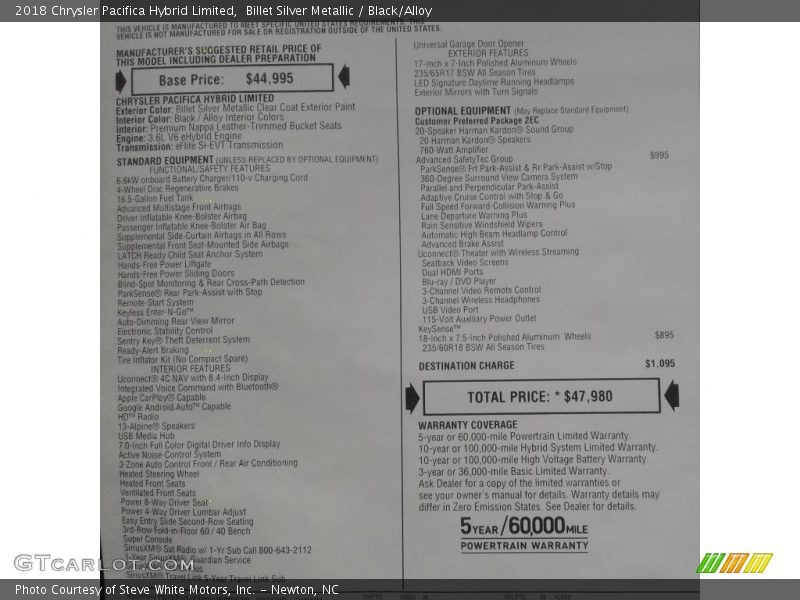 2018 Chrysler Pacifica Hybrid Limited,  Billet Silver Metallic / Black/Alloy
THIS VEHICLE IS MANUFACTURED TO MEET SPECIFIC UNITED STATES REQUIREMENTS. THIS
VEHICLE IS NOT MANUFACTURED FOR SALE OR REGISTRATION OUTSIDE OF THE UNITED STATES.
MANUFACTURER'S SUGGESTED RETAIL PRICE OF
THIS MODEL INCLUDING DEALER PREPARATION
Base Price: $44,995
CHRYSLER PACIFICA HYBRID LIMITED
Exterior Color: Billet Silver Metallic Clear Coat Exterior Paint
Interior Color: Black / Alloy Interior Colors
Interior: Premium Nappa Leather-Trimmed Bucket Seats
Engine: 3.6L V6 eHybrid Engine
Transmission: eFlite Si-EVT Transmission
STANDARD EQUIPMENT (UNLESS REPLACED BY OPTIONAL EQUIPMENT)
FUNCTIONAL/SAFETY FEATURES
6.6kW onboard Battery Charger/110-v Charging Cord
4-Wheel Disc Regenerative Brakes
16.5-Gallon Fuel Tank
Advanced Multistage Front Airbags
Driver Inflatable Knee-Bolster Airbag
Passenger Inflatable Knee-Bolster Air Bag
Supplemental Side-Curtain Airbags in All Rows
Supplemental Front Seat-Mounted Side Airbags
LATCH Ready Child Seat Anchor System
Hands-Free Power Liftgate
Hands-Free Power Sliding Doors
Blind-Spot Monitoring & Rear Cross-Path Detection
ParkSense® Rear Park-Assist with Stop
Remote Start System
Keyless Enter-N-Go™
Auto-Dimming Rear View Mirror
Electronic Stability Control
Sentry Key® Theft Deterrent System
Ready-Alert Braking
Tire Inflator Kit (No Compact Spare)
INTERIOR FEATURES
Uconnect® 4C NAV with 8.4-Inch Display
Integrated Voice Command with Bluetooth®
Apple CarPlay® Capable
Google Android Auto™ Capable
HD™ Radio
13-Alpine® Speakers
USB Media Hub
7.0-Inch Full Color Digital Driver Info Display
Active Noise-Control System
3-Zone Auto Control Front / Rear Air Conditioning
Heated Steering Wheel
Heated Front Seats
Ventilated Front Seats
Power 8-Way Driver Seat
Power 4-Way Driver Lumbar Adjust
Easy Entry Slide Second-Row Seating
3rd-Row Fold-in-Floor 60 / 40 Bench
Super Console
SiriusXM® Sat Radio w/ 1-Yr Sub Call 800-643-2112
1-Year SiriusXM® Guardian Service
SiriusXM® Travel Link 5-Year Travel Link Sub
Universal Garage Door Opener
EXTERIOR FEATURES
17-Inch x 7-Inch Polished Aluminum Wheels
235/65R17 BSW All Season Tires
LED Signature Daytime Running Headlamps
Exterior Mirrors with Turn Signals
OPTIONAL EQUIPMENT (May Replace Standard Equipment)
Customer Preferred Package 2EC
20-Speaker Harman Kardon® Sound Group
20 Harman Kardon® Speakers
760-Watt Amplifier
Advanced SafetyTec Group $995
ParkSense® Frt Park-Assist & Rr Park-Assist w/Stop
360-Degree Surround View Camera System
Parallel and Perpendicular Park-Assist
Adaptive Cruise Control with Stop & Go
Full Speed Forward-Collision Warning Plus
Lane Departure Warning Plus
Rain Sensitive Windshield Wipers
Automatic High Beam Headlamp Control
Advanced Brake Assist
Uconnect® Theater with Wireless Streaming
Seatback Video Screens
Dual HDMI Ports
Blu-ray / DVD Player
3-Channel Video Remote Control
3-Channel Wireless Headphones
USB Video Port
115-Volt Auxiliary Power Outlet
KeySense™
18-Inch x 7.5-Inch Polished Aluminum Wheels $895
235/60R18 BSW All Season Tires
DESTINATION CHARGE $1,095
TOTAL PRICE: * $47,980
WARRANTY COVERAGE
5-year or 60,000-mile Powertrain Limited Warranty.
10-year or 100,000-mile Hybrid System Limited Warranty.
10-year or 100,000-mile High Voltage Battery Warranty.
3-year or 36,000-mile Basic Limited Warranty.
Ask Dealer for a copy of the limited warranties or
see your owner's manual for details. Warranty details may
differ in Zero Emission States. See Dealer for details.
5YEAR/60,000MILE
POWERTRAIN WARRANTY
GTCarlot.com
Photo Courtesy of Steve White Motors, Inc. – Newton, NC